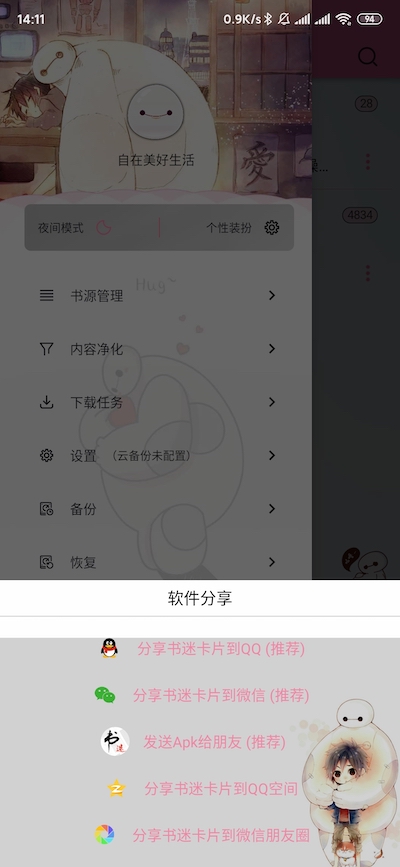 14:11
0.9K/s
94
28
自在美好生活
愛
...
夜间模式
个性装扮
4834
Hug~
书源管理
内容净化
下载任务
设置 （云备份未配置）
备份
恢复
软件分享
分享书迷卡片到QQ (推荐)
分享书迷卡片到微信 (推荐)
书迷
发送Apk给朋友 (推荐)
分享书迷卡片到QQ空间
分享书迷卡片到微信朋友圈